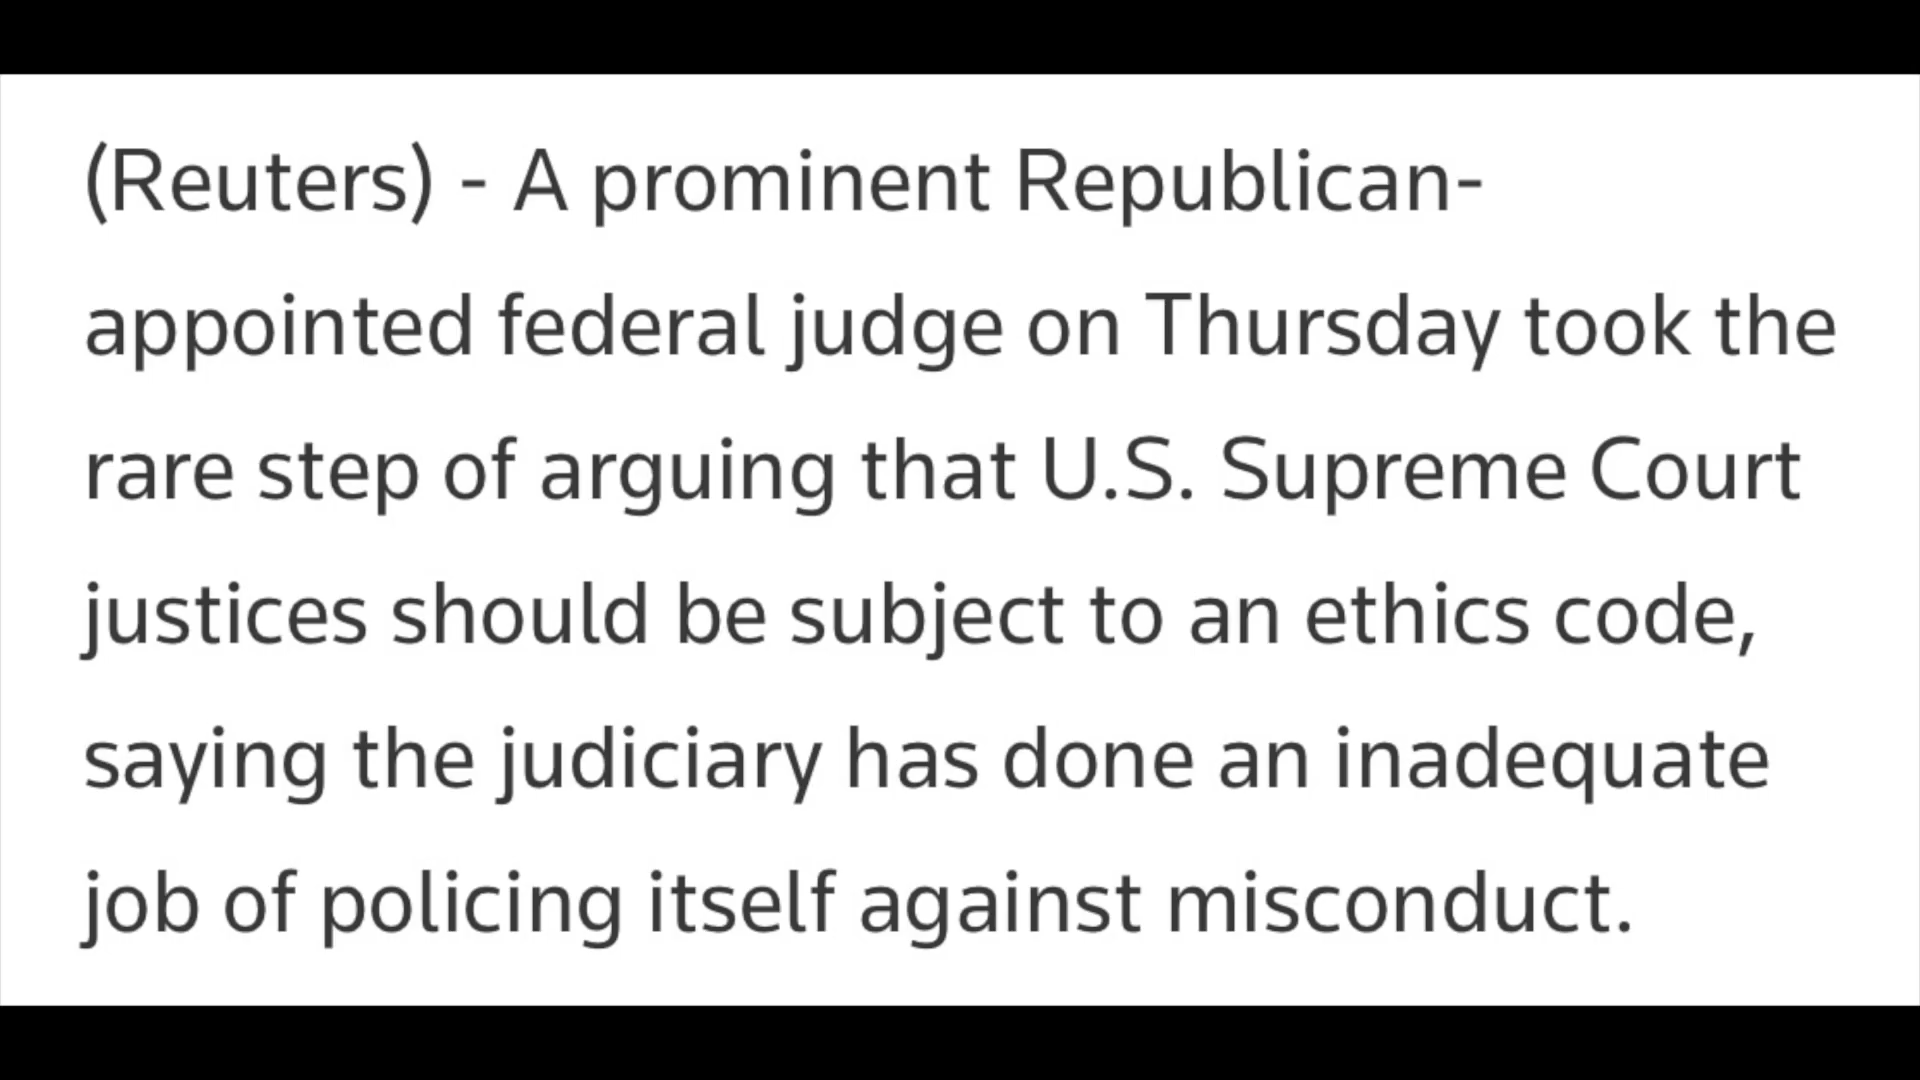 (Reuters) - A prominent Republican-
appointed federal judge on Thursday took the
rare step of arguing that U.S. Supreme Court
justices should be subject to an ethics code,
saying the judiciary has done an inadequate
job of policing itself against misconduct.